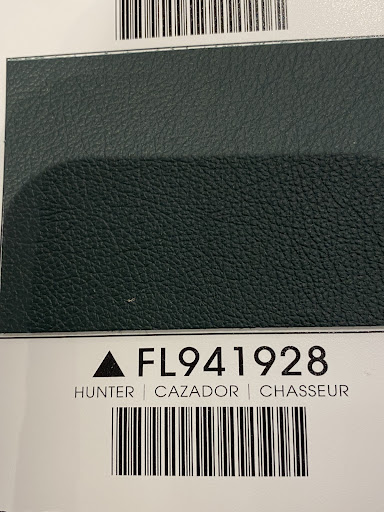 ▲FL941928
HUNTER | CAZADOR | CHASSEUR